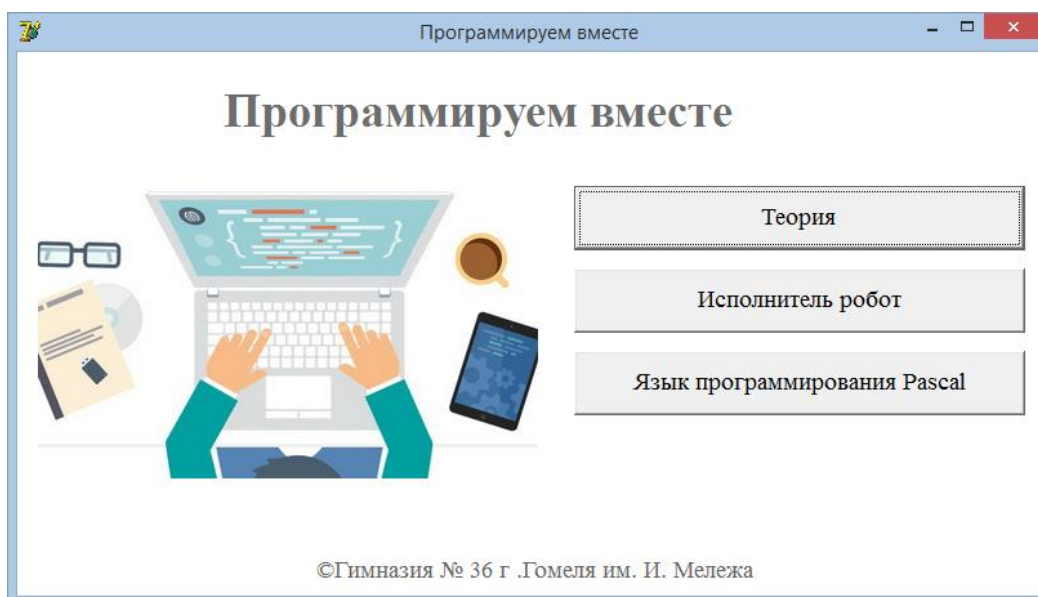 Программируем вместе
Программируем вместе
Теория
Исполнитель робот
Язык программирования Pascal
©Гимназия № 36 г .Гомеля им. И. Мележа